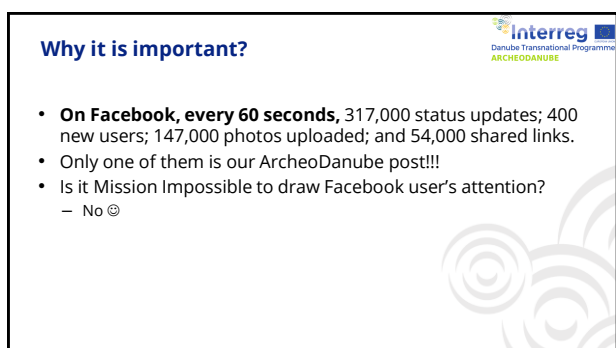 Interreg
Why it is important?
Danube Transnational Programme
ARCHEODANUBE
• On Facebook, every 60 seconds, 317,000 status updates; 400
new users; 147,000 photos uploaded; and 54,000 shared links.
• Only one of them is our ArcheoDanube post!!!
• Is it Mission Impossible to draw Facebook user’s attention?
– No ☺